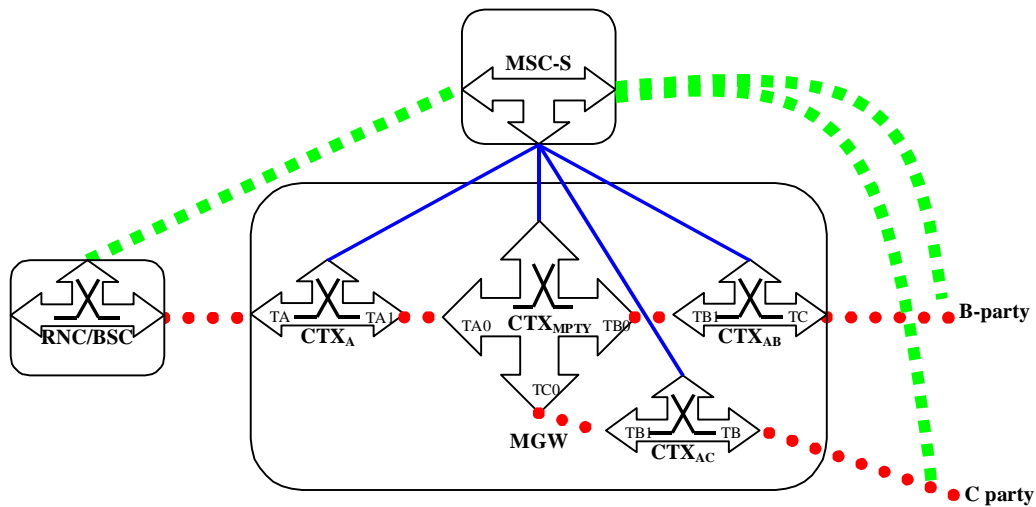 MSC-S
RNC/BSC
TA TA1
CTXA
TA0 CTXMPTY TB0
TC0
TB1 TC
CTXAB
B-party
MGW
TB1 TB
CTXAC
C party